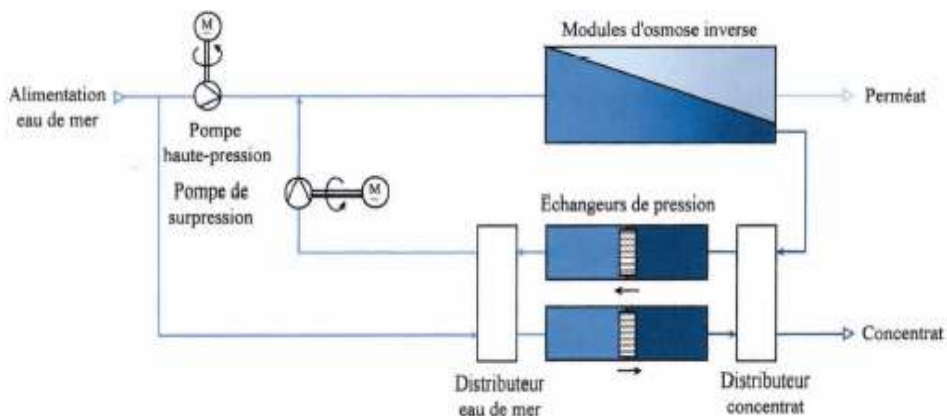 M
Modules d'osmose inverse
Alimentation
eau de mer
Perméat
Pompe
haute-pression
Pompe de
surpression
M
Echangeurs de pression
Concentrat
Distributeur
eau de mer
Distributeur
concentrat